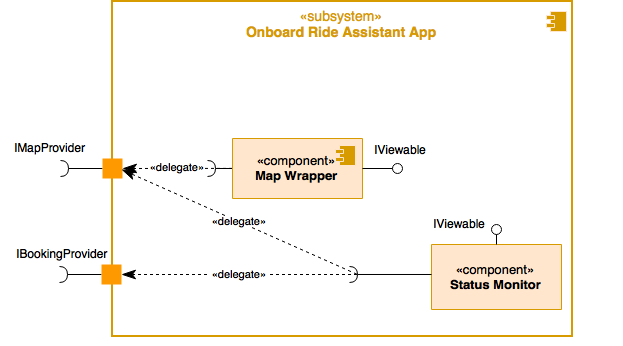 «subsystem»
Onboard Ride Assistant App
IMapProvider
«delegate»
«component»
Map Wrapper
IViewable
«delegate»
IViewable
IBookingProvider
«delegate»
«component»
Status Monitor